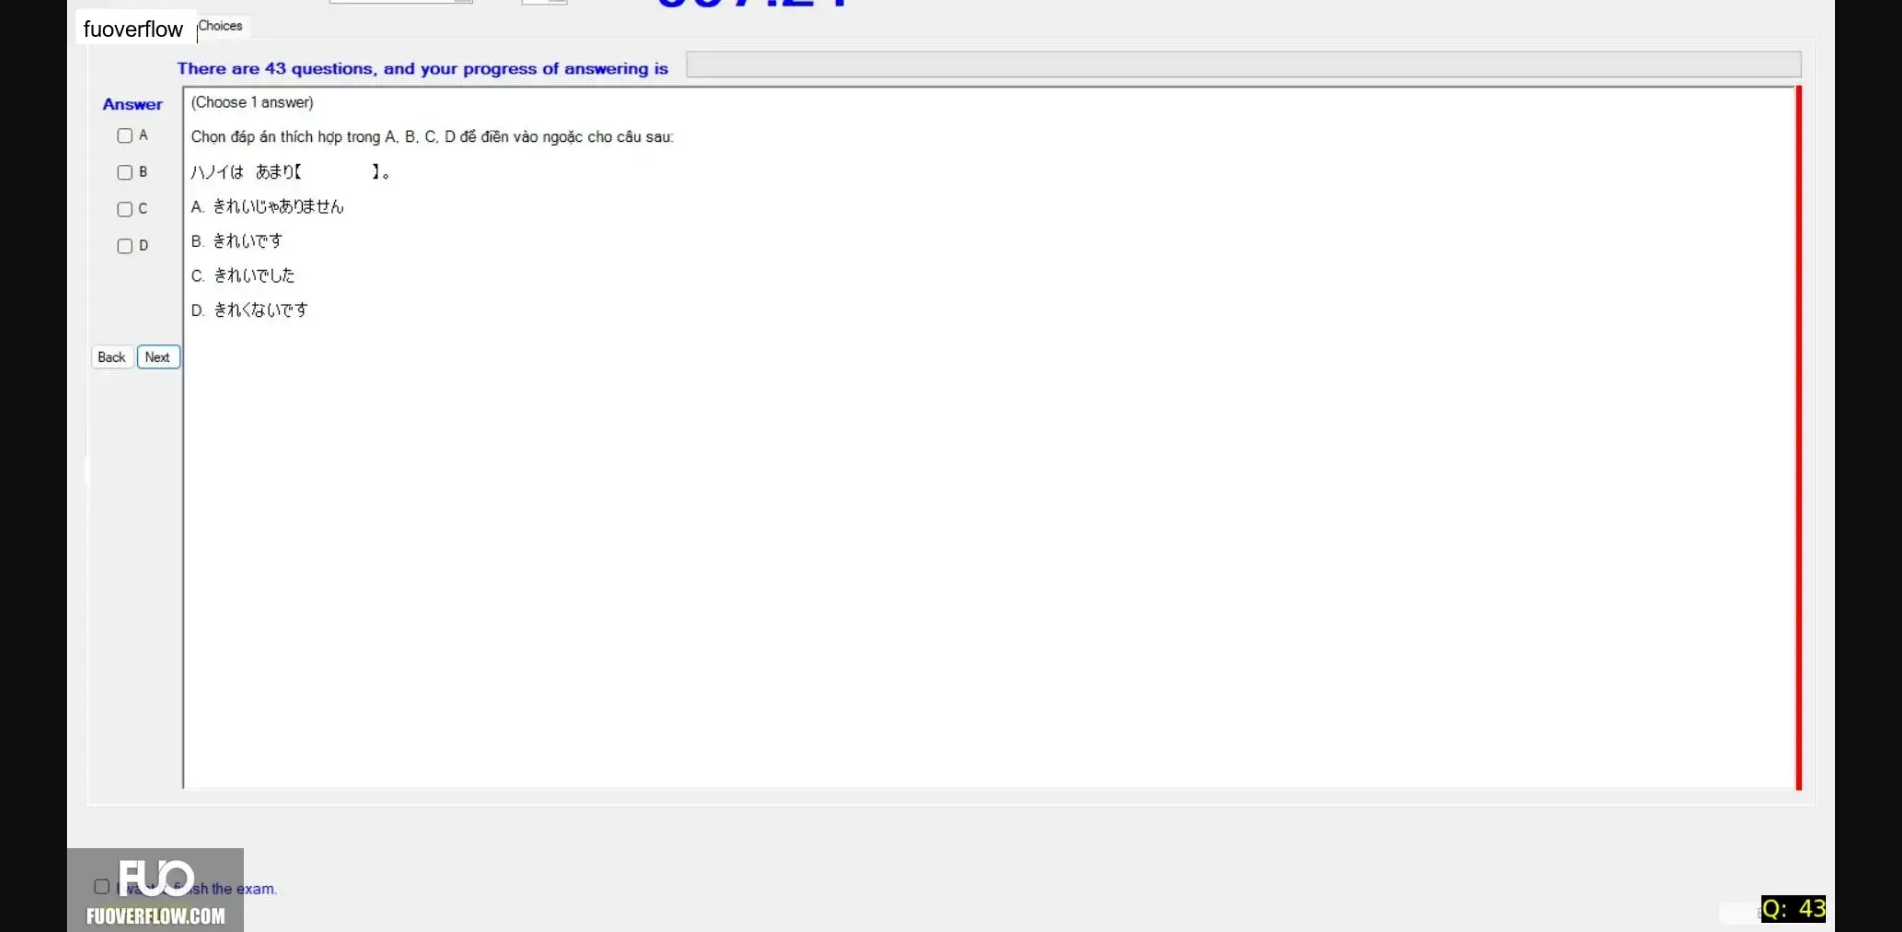 fuoverflow
Choices
There are 43 questions, and your progress of answering is
Answer
(Choose 1 answer)
A
Chọn đáp án thích hợp trong A, B, C, D để điền vào ngoặc cho câu sau:
B
ハノイは あまり【 】。
C
A. きれいじゃありません
D
B. きれいです
C. きれいでした
D. きれくないです
Back
Next
FUO
the exam.
FUOVERFLOW.COM
Q: 43